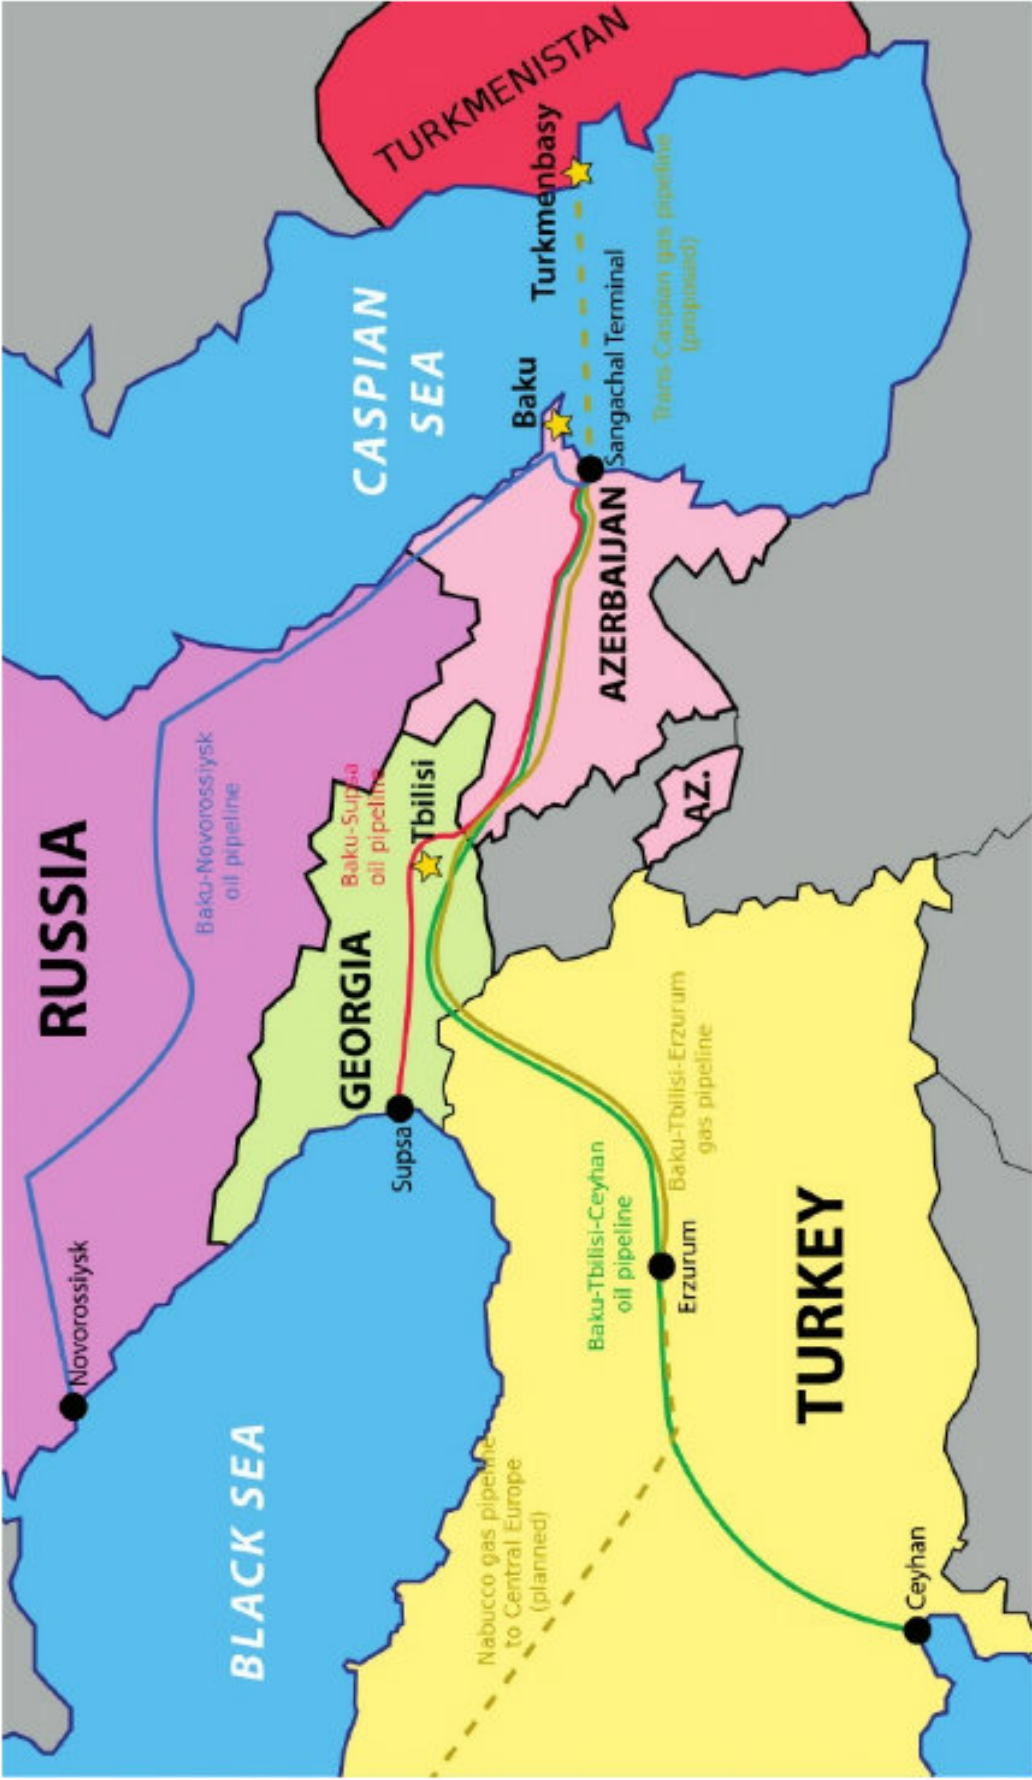 RUSSIA
Novorossiysk
Baku-Novorossiysk
oil pipeline
BLACK SEA
GEORGIA
Supsa
Baku-Supsa
oil pipeline
Tbilisi
CASPIAN
SEA
TURKMENISTAN
Turkmenbasy
Baku
Sangachal Terminal
Trans-Caspian gas pipeline
(proposed)
AZERBAIJAN
AZ.
Nabucco gas pipeline
to Central Europe
(planned)
Baku-Tbilisi-Ceyhan
oil pipeline
Erzurum
Baku-Tbilisi-Erzurum
gas pipeline
TURKEY
Ceyhan